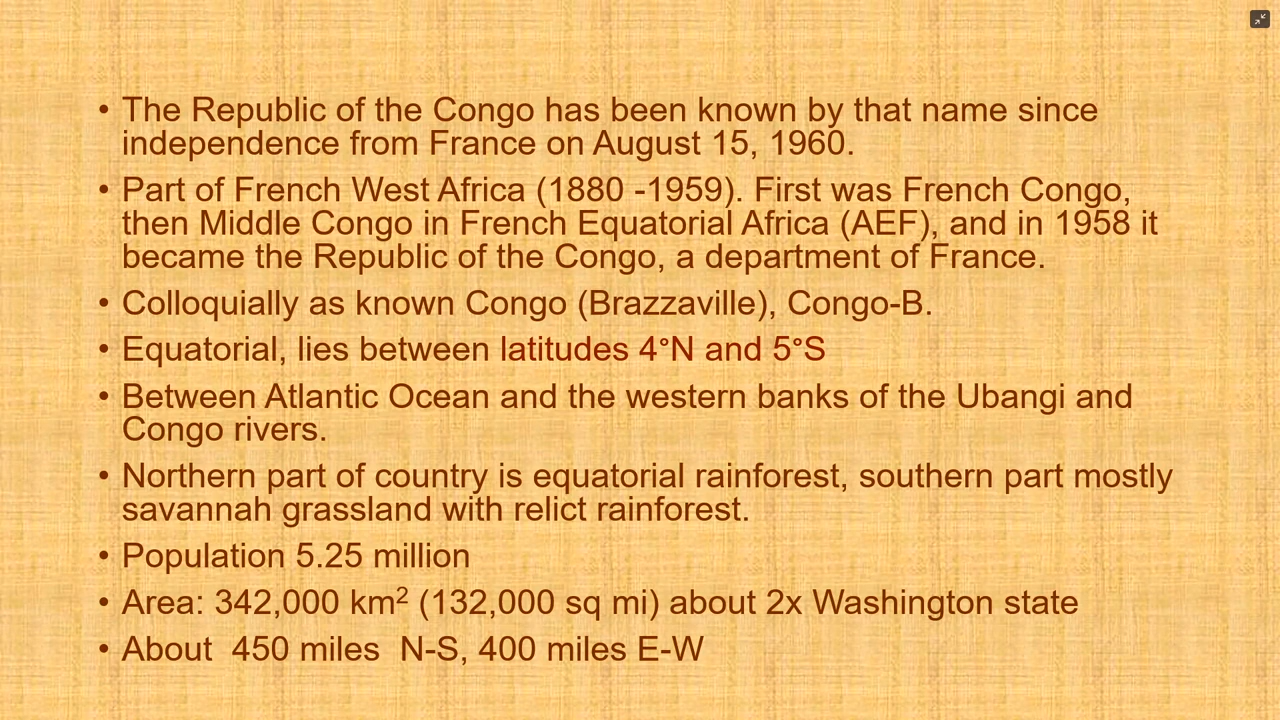 • The Republic of the Congo has been known by that name since
independence from France on August 15, 1960.
• Part of French West Africa (1880 -1959). First was French Congo,
then Middle Congo in French Equatorial Africa (AEF), and in 1958 it
became the Republic of the Congo, a department of France.
• Colloquially as known Congo (Brazzaville), Congo-B.
• Equatorial, lies between latitudes 4°N and 5°S
• Between Atlantic Ocean and the western banks of the Ubangi and
Congo rivers.
• Northern part of country is equatorial rainforest, southern part mostly
savannah grassland with relict rainforest.
• Population 5.25 million
• Area: 342,000 km² (132,000 sq mi) about 2x Washington state
• About  450 miles  N-S, 400 miles E-W